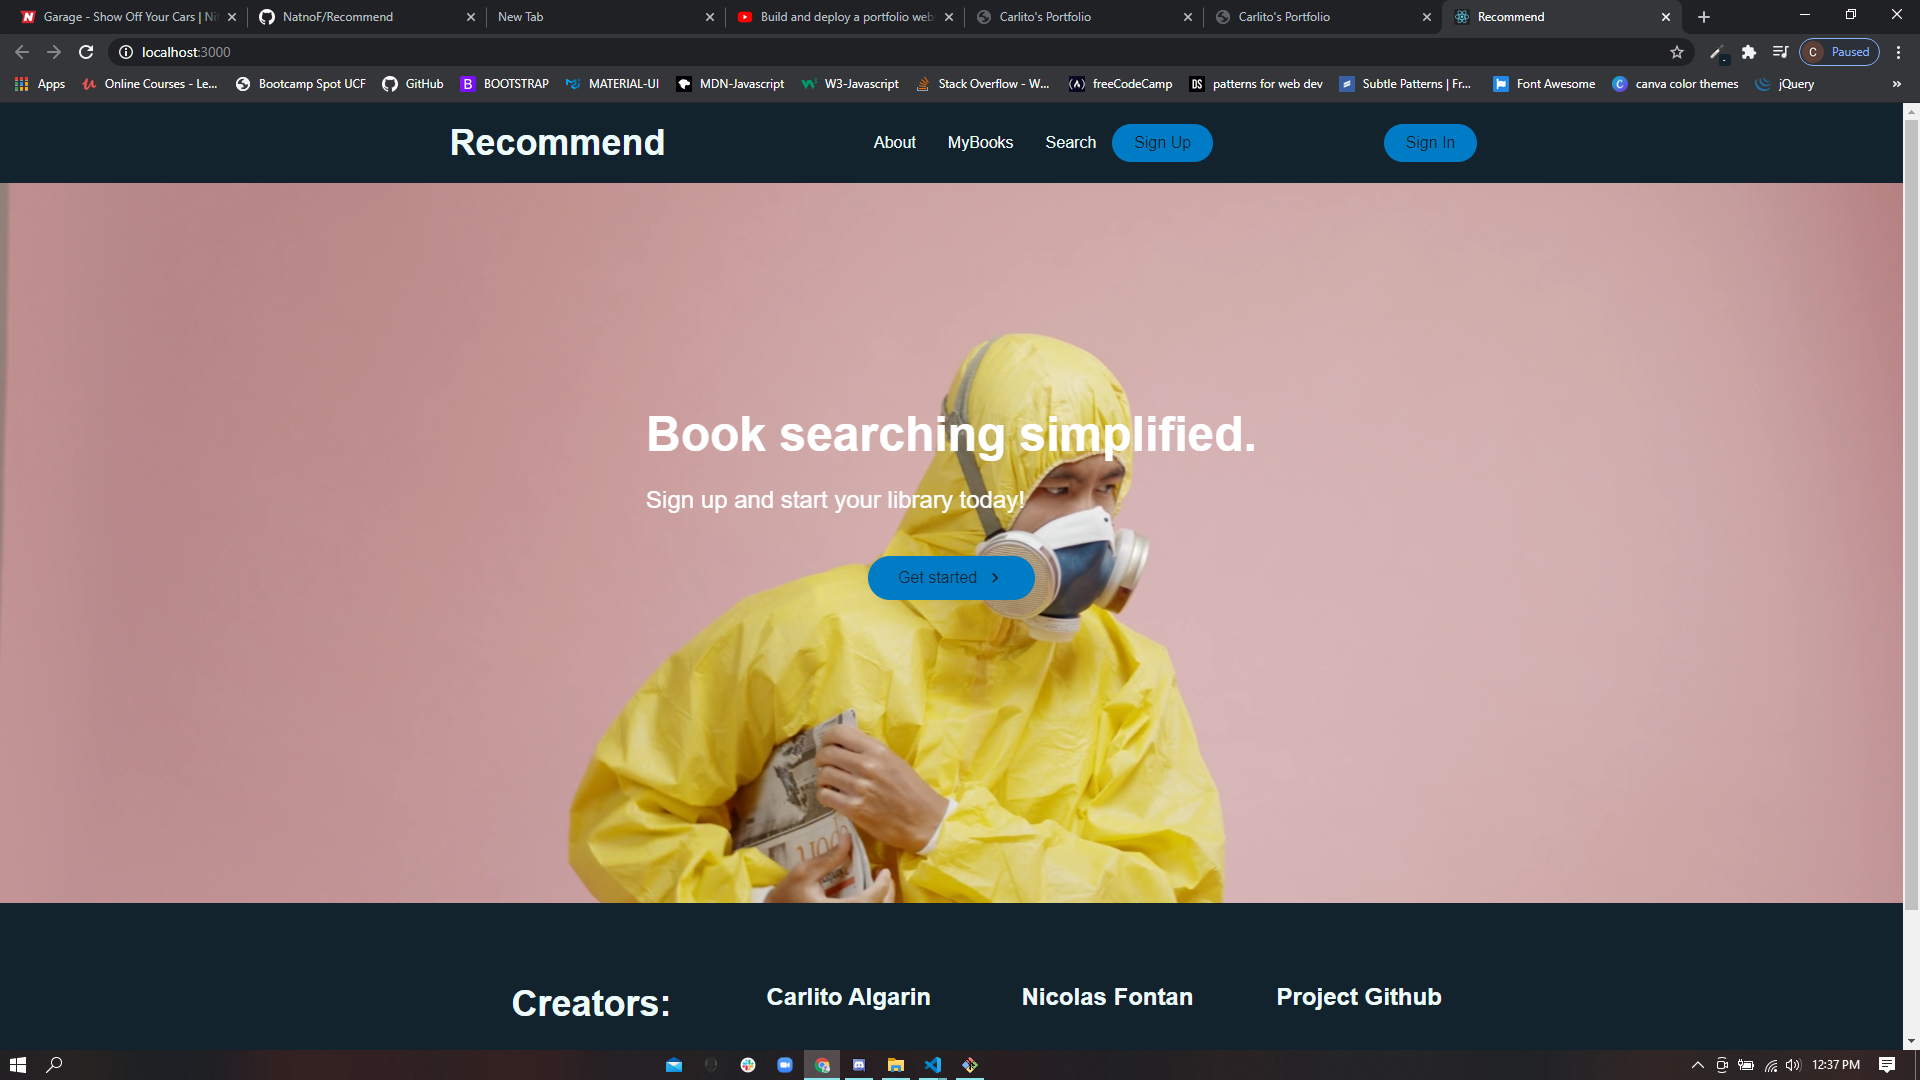 Garage - Show Off Your Cars | Nit
NatnoF/Recommend
New Tab
Build and deploy a portfolio web
Carlito's Portfolio
Carlito's Portfolio
Recommend
localhost:3000
C Paused
Apps
Online Courses - Le...
Bootcamp Spot UCF
GitHub
B BOOTSTRAP
MATERIAL-UI
MDN-Javascript
W3-Javascript
Stack Overflow - W...
freeCodeCamp
DS patterns for web dev
Subtle Patterns | Fr...
Font Awesome
C canva color themes
jQuery
»
Recommend
About
MyBooks
Search
Sign Up
Sign In
Book searching simplified.
Sign up and start your library today!
Get started
Creators:
Carlito Algarin
Nicolas Fontan
Project Github
12:37 PM